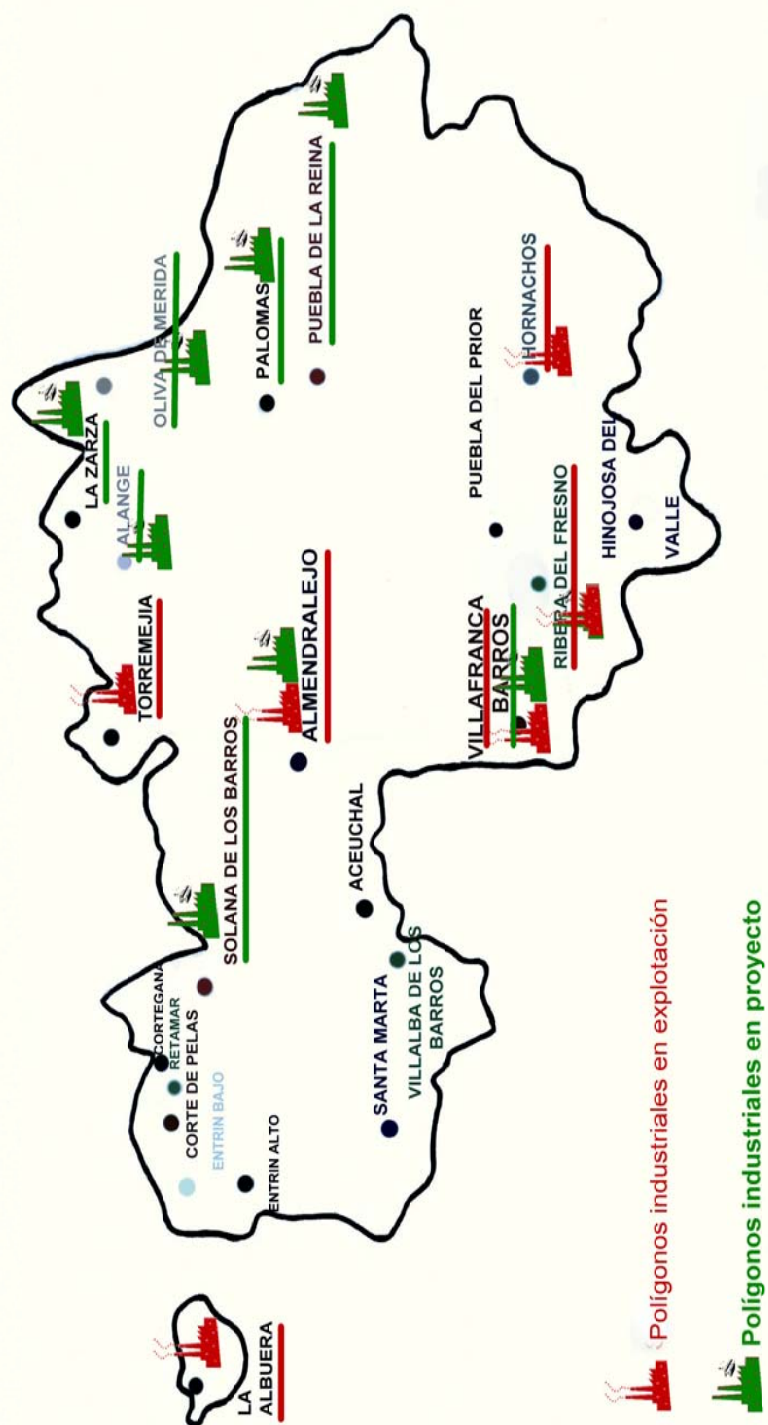 LA
ALBUERA
ENTRIN ALTO
ENTRIN BAJO
CORTE DE PELAS
RETAMAR
CORTEGANA
SOLANA DE LOS BARROS
SANTA MARTA
VILLALBA DE LOS
BARROS
ACEUCHAL
ALMENDRALEJO
TORREMEJIA
ALANGE
LA ZARZA
OLIVA DE MERIDA
PALOMAS
PUEBLA DE LA REINA
VILLAFRANCA
BARROS
RIBERA DEL FRESNO
PUEBLA DEL PRIOR
HORNACHOS
HINOJOSA DEL
VALLE
Polígonos industriales en explotación
Polígonos industriales en proyecto